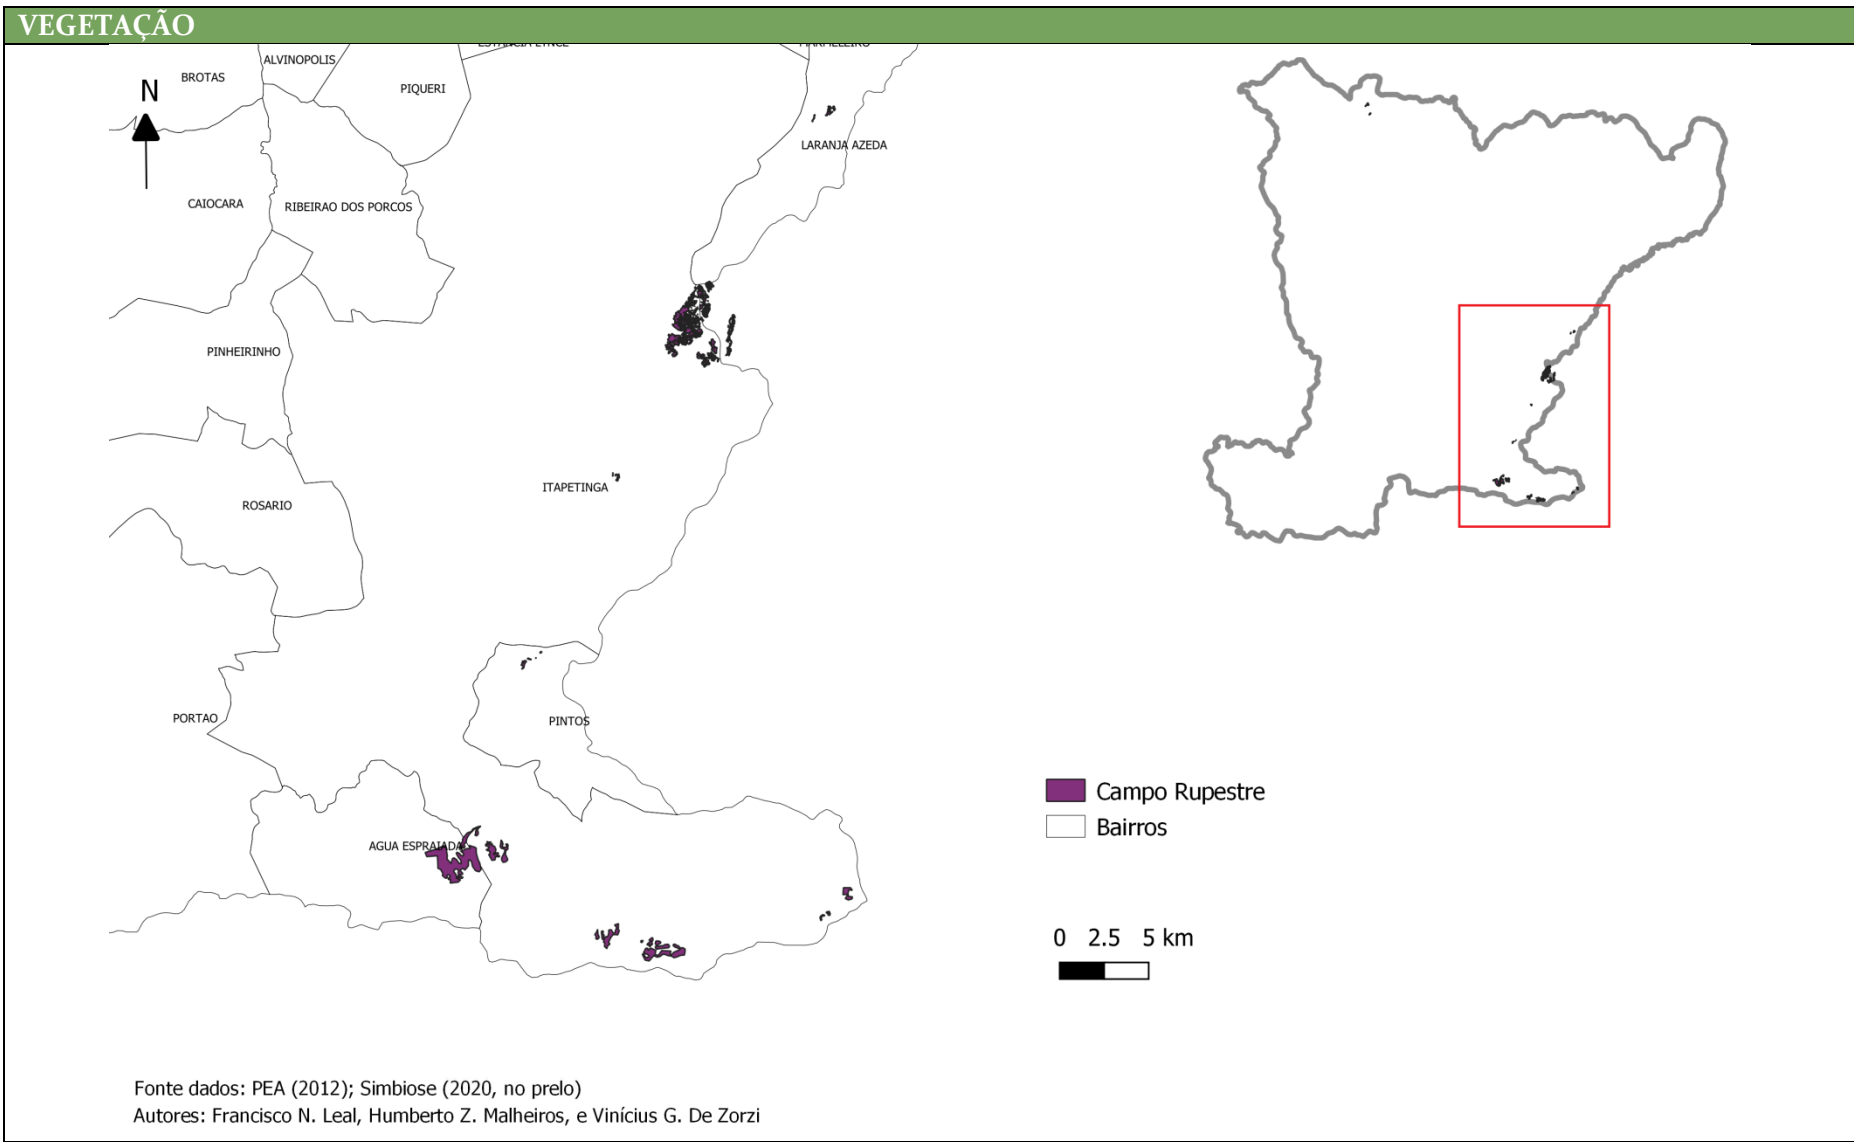 VEGETAÇÃO
ALVINOPOLIS
BROTAS
PIQUERI
N
LARANJA AZEDA
CAIOCARA
RIBEIRAO DOS PORCOS
PINHEIRINHO
ITAPETINGA
ROSARIO
PORTAO
PINTOS
AGUA ESPRAIADA
Campo Rupestre
Bairros
0 2.5 5 km
Fonte dados: PEA (2012); Simbiose (2020, no prelo)
Autores: Francisco N. Leal, Humberto Z. Malheiros, e Vinícius G. De Zorzi